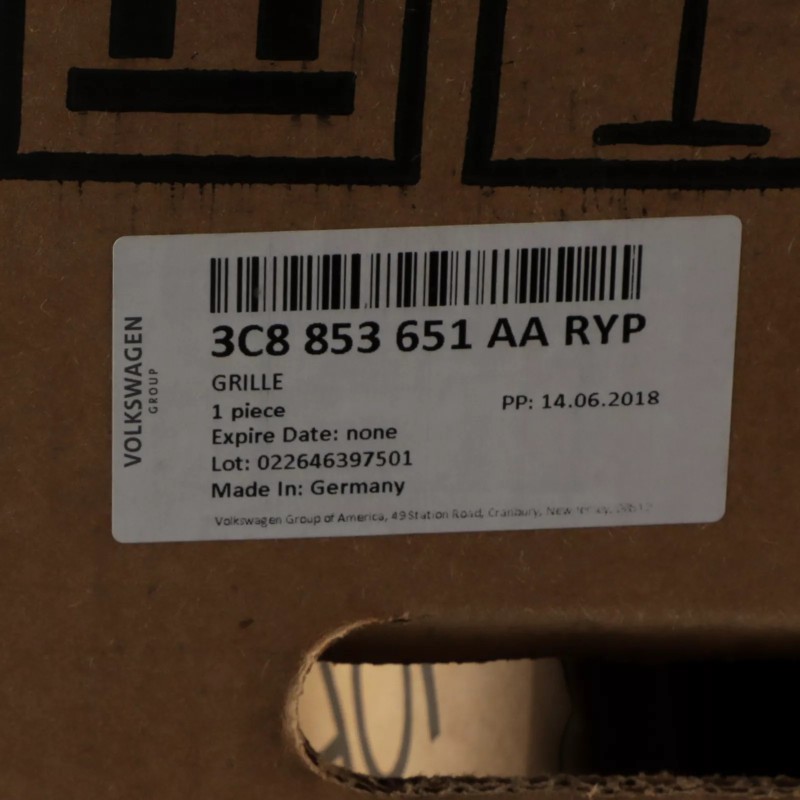 VOLKSWAGEN
GROUP
3C8 853 651 AA RYP
GRILLE
1 piece
PP: 14.06.2018
Expire Date: none
Lot: 022646397501
Made In: Germany
Volkswagen Group of America, 49 Station Road, Cranbury, New